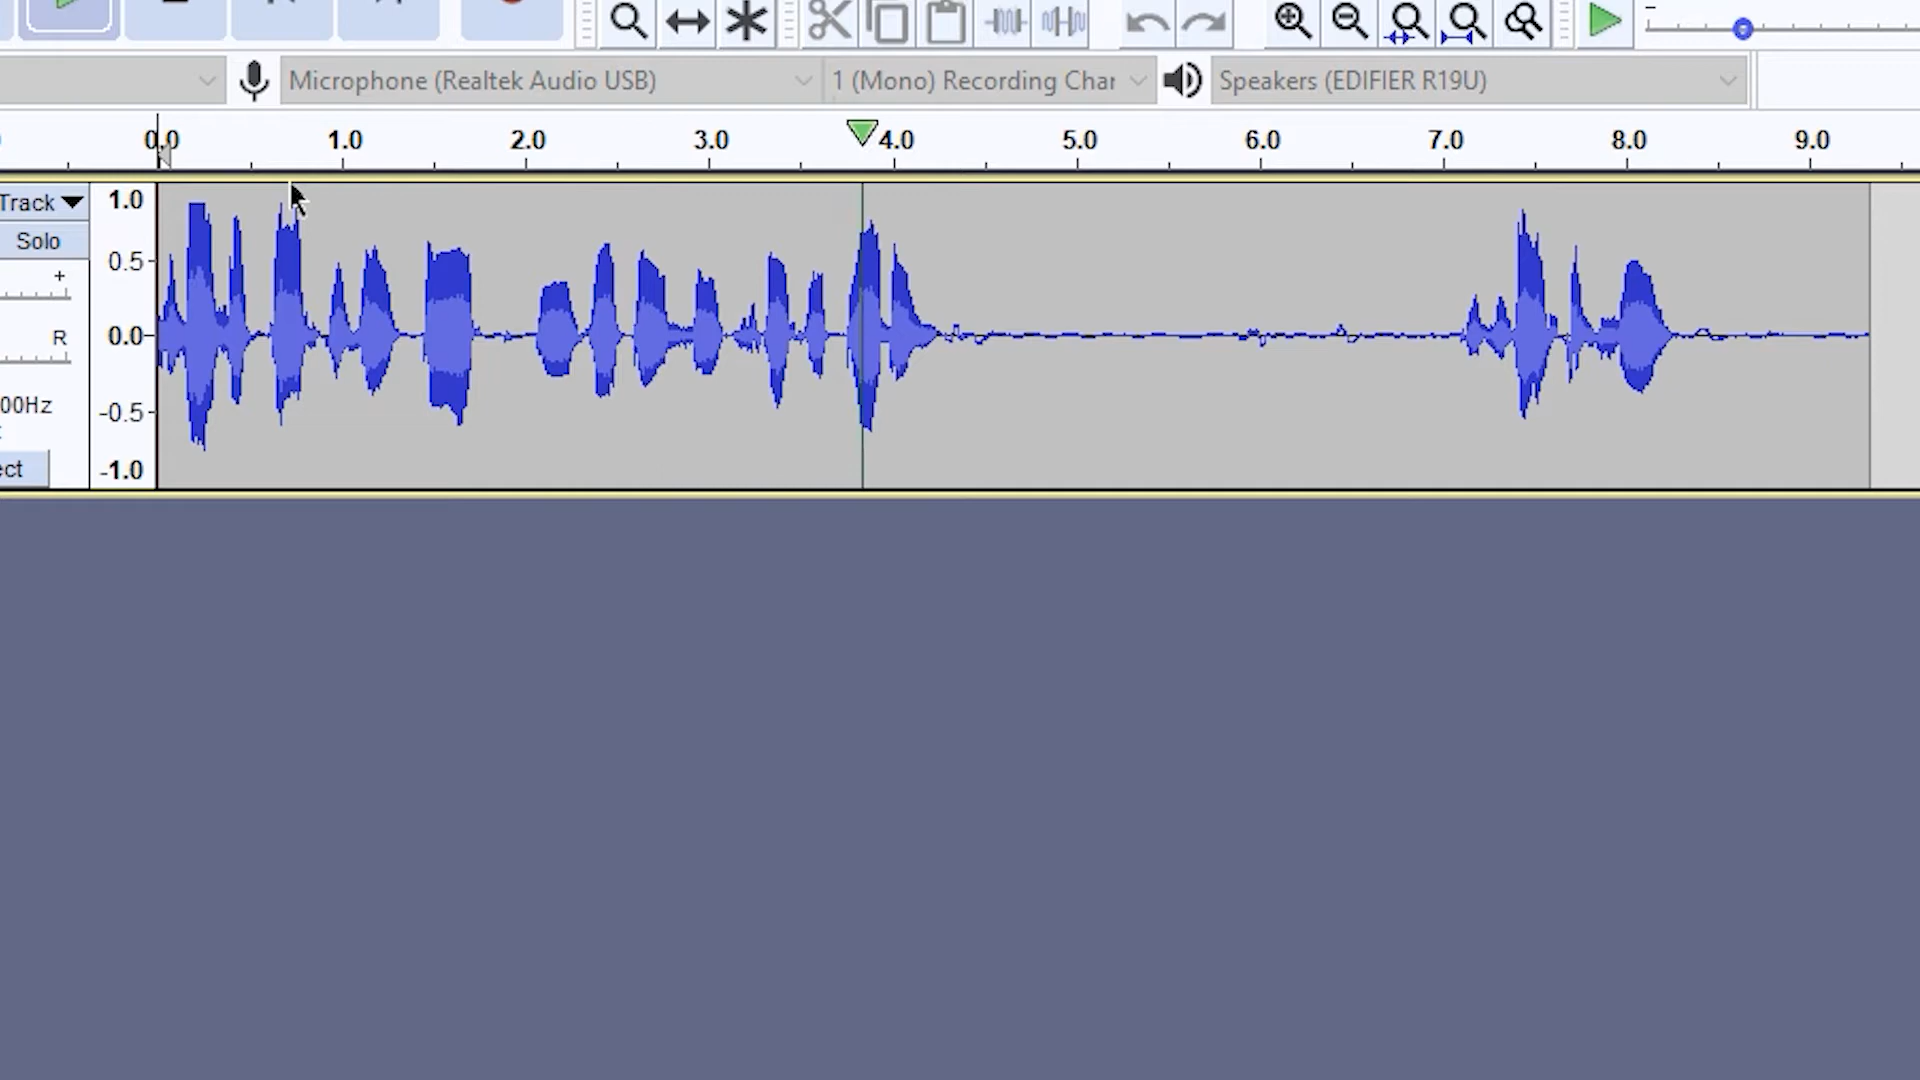 Microphone (Realtek Audio USB) 1 (Mono) Recording Char Speakers (EDIFIER R19U)
0.0 1.0 2.0 3.0 4.0 5.0 6.0 7.0 8.0 9.0
Track 1.0
Solo
0.5
+
0.0
R
00Hz
-0.5
ect
-1.0